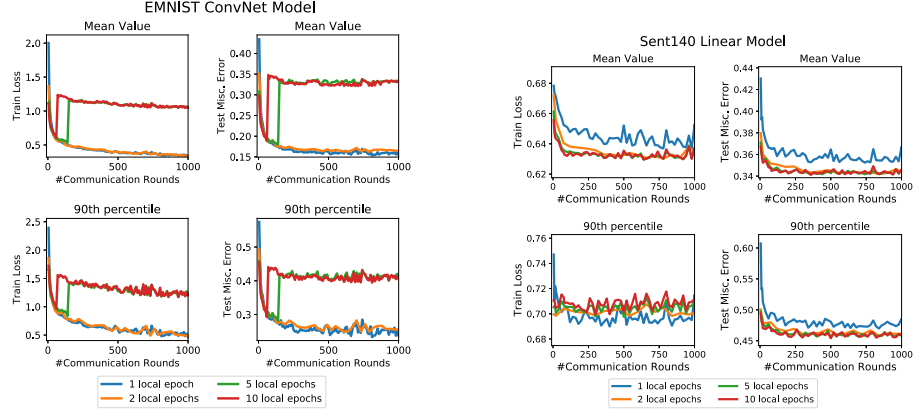 EMNIST ConvNet Model
Mean Value
Mean Value
Train Loss
2.0
1.5
1.0
0.5
0 500 1000
#Communication Rounds
Test Misc. Error
0.40
0.35
0.30
0.25
0.20
0.15
0 500 1000
#Communication Rounds
90th percentile
90th percentile
Train Loss
2.5
2.0
1.5
1.0
0.5
0 500 1000
#Communication Rounds
Test Misc. Error
0.5
0.4
0.3
0.2
0 500 1000
#Communication Rounds
1 local epoch
5 local epochs
2 local epochs
10 local epochs
Sent140 Linear Model
Mean Value
Mean Value
Train Loss
0.68
0.66
0.64
0.62
0 250 500 750 1000
#Communication Rounds
Test Misc. Error
0.44
0.42
0.40
0.38
0.36
0.34
0 250 500 750 1000
#Communication Rounds
90th percentile
90th percentile
Train Loss
0.76
0.74
0.72
0.70
0.68
0 250 500 750 1000
#Communication Rounds
Test Misc. Error
0.60
0.55
0.50
0.45
0 250 500 750 1000
#Communication Rounds
1 local epochs
5 local epochs
2 local epochs
10 local epochs